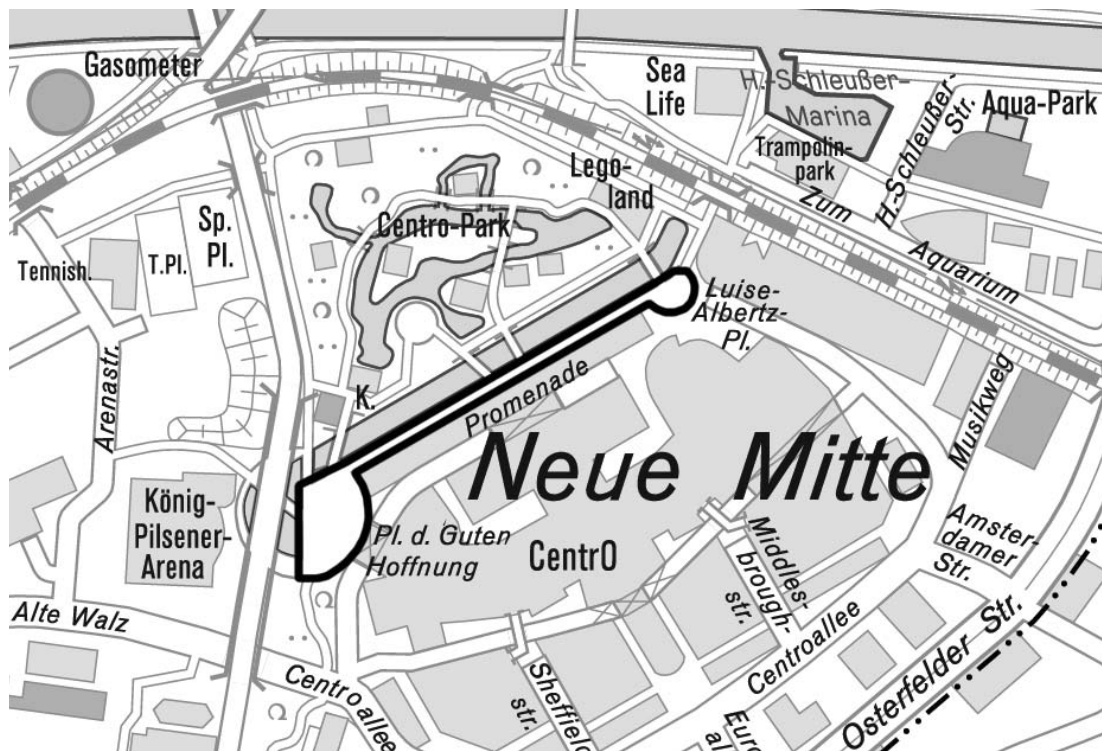 Gasometer
Sea
Life
H.-Schleußer-
Marina
H.-Schleußer-
Str.
Aqua-Park
Trampolin-
park
Zum
Aquarium
Lego-
land
Centro-Park
Sp.
Pl.
T.Pl.
Tennish.
Luise-
Albertz-
Pl.
Arenastr.
K.
Promenade
Musikweg
Neue Mitte
König-
Pilsener-
Arena
Pl. d. Guten
Hoffnung
CentrO
Middles-
brough-
str.
Amster-
damer
Str.
Alte Walz
Centroallee
Sheffield
str.
Centroallee
Euro
al
Osterfelder Str.